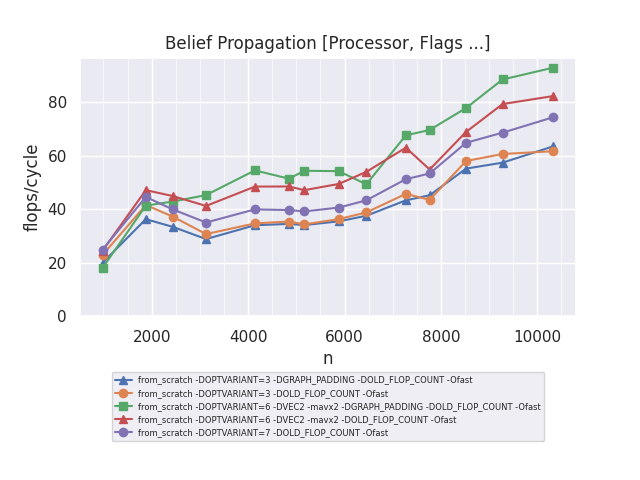 Belief Propagation [Processor, Flags ...]
flops/cycle
80
60
40
20
0
2000 4000 6000 8000 10000
n
from_scratch -DOPTVARIANT=3 -DGRAPH_PADDING -DOLD_FLOP_COUNT -Ofast
from_scratch -DOPTVARIANT=3 -DOLD_FLOP_COUNT -Ofast
from_scratch -DOPTVARIANT=6 -DVEC2 -mavx2 -DGRAPH_PADDING -DOLD_FLOP_COUNT -Ofast
from_scratch -DOPTVARIANT=6 -DVEC2 -mavx2 -DOLD_FLOP_COUNT -Ofast
from_scratch -DOPTVARIANT=7 -DOLD_FLOP_COUNT -Ofast